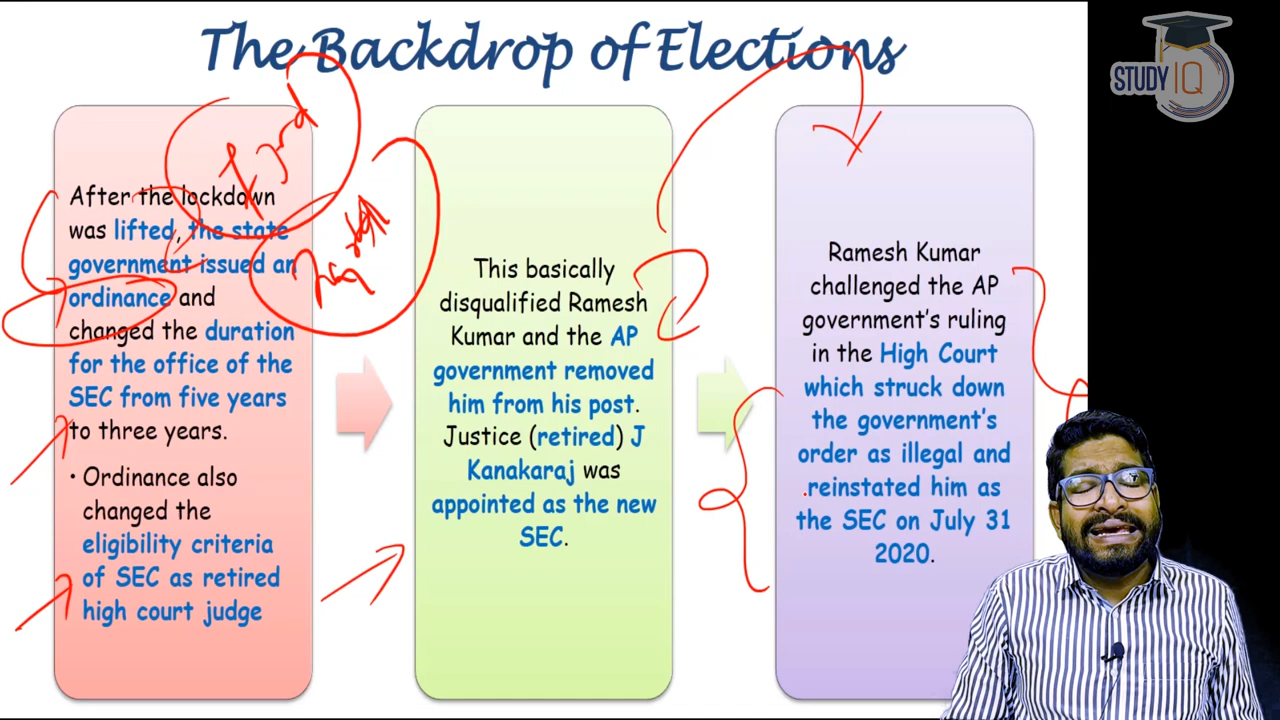 The Backdrop of Elections
STUDY IQ
After the lockdown
was lifted, the state
government issued an
ordinance and
changed the duration
for the office of the
SEC from five years
to three years.
• Ordinance also
changed the
eligibility criteria
of SEC as retired
high court judge
This basically
disqualified Ramesh
Kumar and the AP
government removed
him from his post.
Justice (retired) J
Kanakaraj was
appointed as the new
SEC.
Ramesh Kumar
challenged the AP
government's ruling
in the High Court
which struck down
the government's
order as illegal and
reinstated him as
the SEC on July 31
2020.